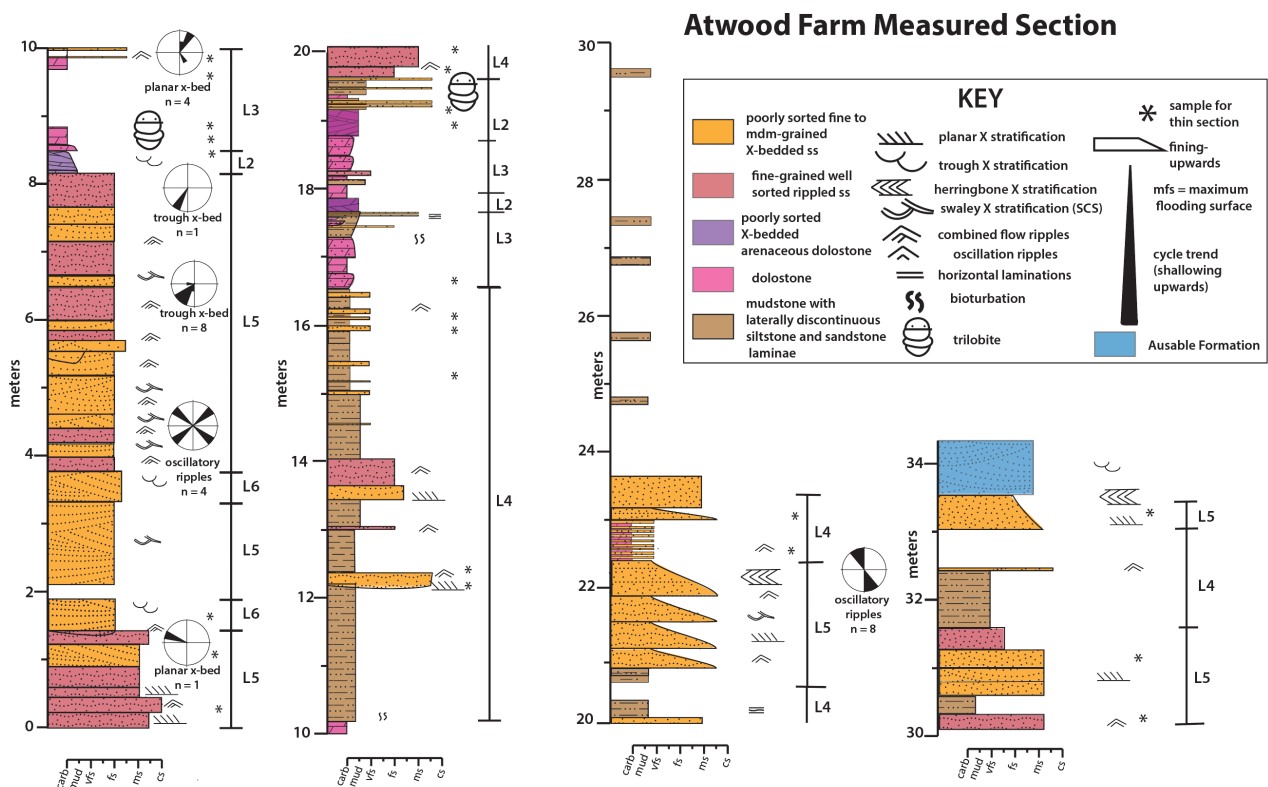 Atwood Farm Measured Section
10
8
6
4
2
0
meters
planar x-bed
n = 4
trough x-bed
n =1
trough x-bed
n = 8
oscillatory
ripples
n = 4
planar x-bed
n = 1
*
*
*
*
*
*
*
*
*
L3
L2
L5
L6
L5
L6
L5
carb
mud
vfs
fs
ms
cs
20
18
16
14
12
10
meters
*
*
*
*
*
*
*
*
*
*
L4
L2
L3
L2
L3
L4
carb
mud
vfs
fs
ms
cs
30
28
26
24
22
20
meters
*
*
oscillatory
ripples
n = 8
L4
L5
L4
carb
mud
vfs
fs
ms
cs
34
32
30
meters
*
*
*
L5
L4
L5
carb
mud
vfs
fs
ms
cs
KEY
poorly sorted fine to
mdm-grained
X-bedded ss
fine-grained well
sorted rippled ss
poorly sorted
X-bedded
arenaceous dolostone
dolostone
mudstone with
laterally discontinuous
siltstone and sandstone
laminae
planar X stratification
trough X stratification
herringbone X stratification
swaley X stratification (SCS)
combined flow ripples
oscillation ripples
horizontal laminations
bioturbation
trilobite
*
sample for
thin section
fining-
upwards
mfs = maximum
flooding surface
cycle trend
(shallowing
upwards)
Ausable Formation